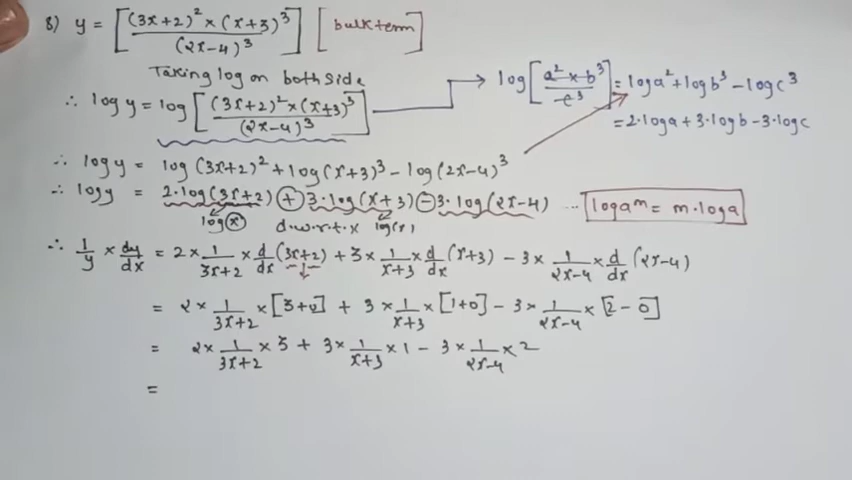 8) y = [(3x+2)² × (x+3)³ / (2x-4)³] [bulk term]
Taking log on both side
∴ log y = log [(3x+2)² × (x+3)³ / (2x-4)³] → log [a² × b³ / c³] = log a² + log b³ - log c³
= 2·log a + 3·log b - 3·log c
∴ log y = log (3x+2)² + log (x+3)³ - log (2x-4)³
∴ log y = 2·log (3x+2) + 3·log (x+3) - 3·log (2x-4) ... log aᵐ = m·log a
log(x) d.w.r.t.x log(x)
∴ 1/y × dy/dx = 2 × 1/3x+2 × d/dx (3x+2) + 3 × 1/x+3 × d/dx (x+3) - 3 × 1/2x-4 × d/dx (2x-4)
= 2 × 1/3x+2 × [3+0] + 3 × 1/x+3 × [1+0] - 3 × 1/2x-4 × [2-0]
= 2 × 1/3x+2 × 3 + 3 × 1/x+3 × 1 - 3 × 1/2x-4 × 2
=